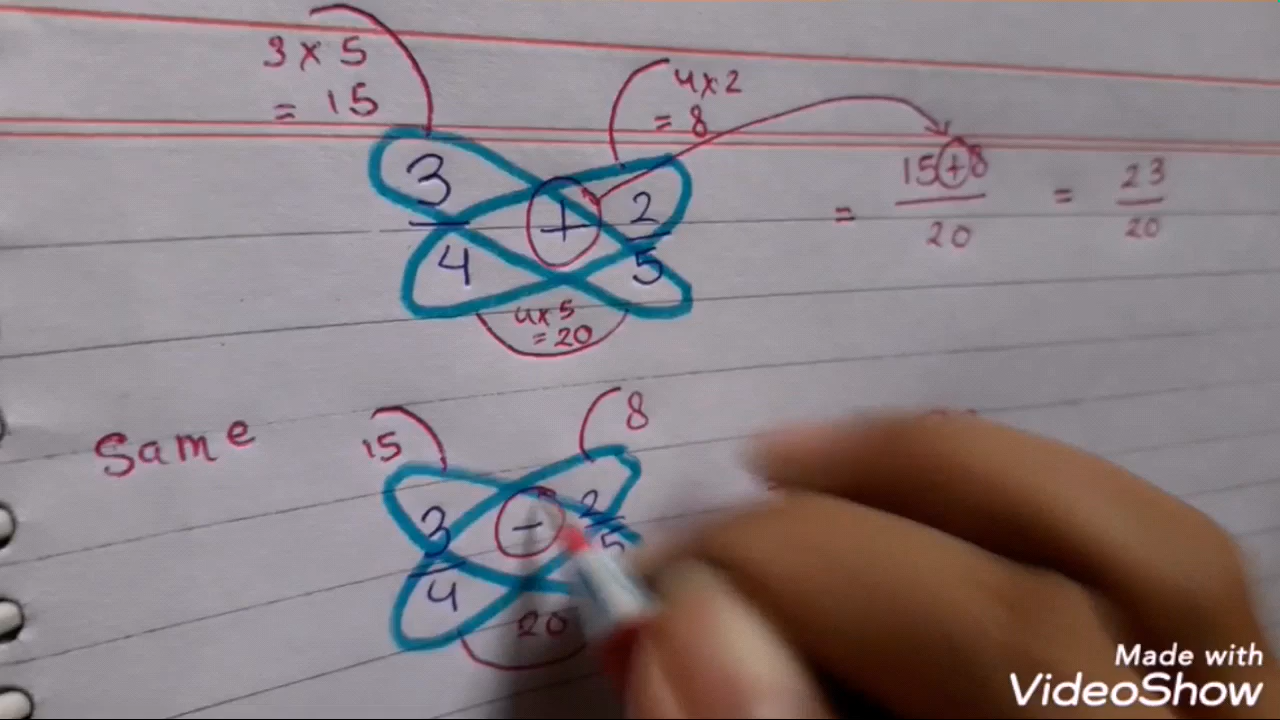 3 × 5
= 15
4×2
= 8
3/4 + 2/5 = 15+8/20 = 23/20
4×5
= 20
Same
15
8
3/4 - 2/5
20
Made with
VideoShow